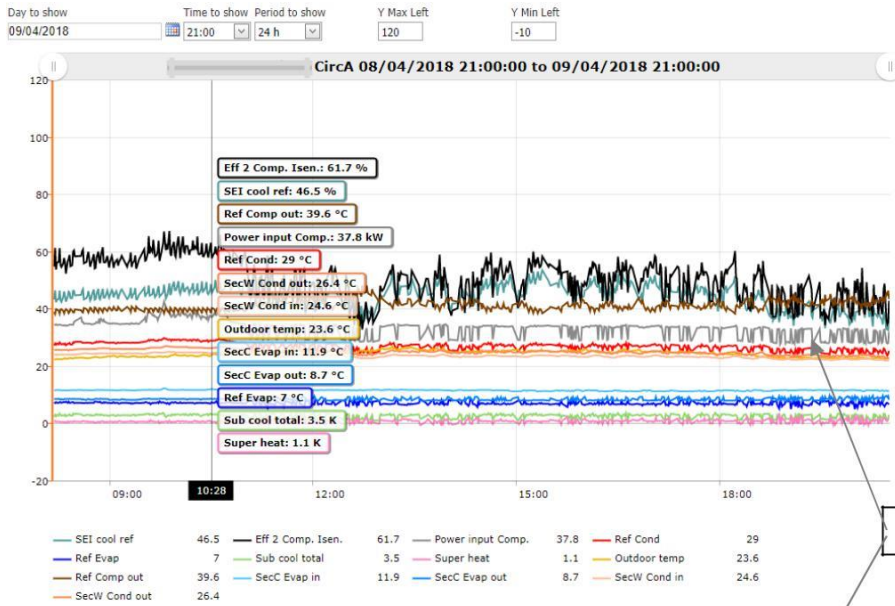 Day to show Time to show Period to show Y Max Left Y Min Left
09/04/2018 21:00 24 h 120 -10
CircA 08/04/2018 21:00:00 to 09/04/2018 21:00:00
120
100
80
60
40
20
0
-20
Eff 2 Comp. Isen.: 61.7 %
SEI cool ref: 46.5 %
Ref Comp out: 39.6 °C
Power input Comp.: 37.8 kW
Ref Cond: 29 °C
SecW Cond out: 26.4 °C
SecW Cond in: 24.6 °C
Outdoor temp: 23.6 °C
SecC Evap in: 11.9 °C
SecC Evap out: 8.7 °C
Ref Evap: 7 °C
Sub cool total: 3.5 K
Super heat: 1.1 K
09:00 10:28 12:00 15:00 18:00
SEI cool ref 46.5 Eff 2 Comp. Isen. 61.7 Power input Comp. 37.8 Ref Cond 29
Ref Evap 7 Sub cool total 3.5 Super heat 1.1 Outdoor temp 23.6
Ref Comp out 39.6 SecC Evap in 11.9 SecC Evap out 8.7 SecW Cond in 24.6
SecW Cond out 26.4